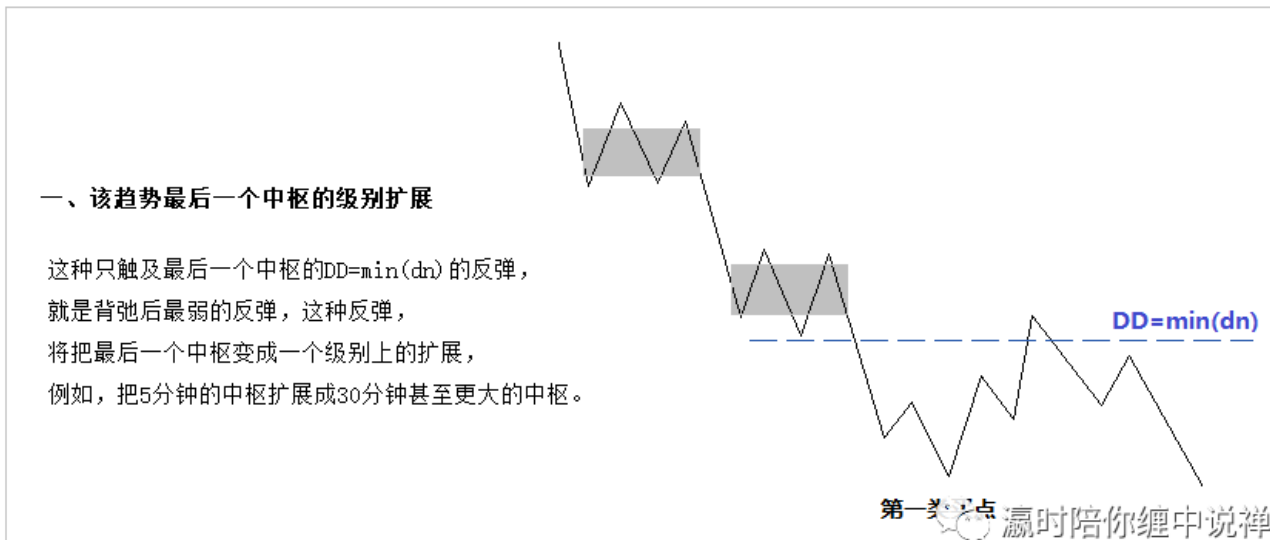 一、该趋势最后一个中枢的级别扩展
这种只触及最后一个中枢的DD=min(dn)的反弹，
就是背弛后最弱的反弹，这种反弹，
将把最后一个中枢变成一个级别上的扩展，
例如，把5分钟的中枢扩展成30分钟甚至更大的中枢。
DD=min(dn)
第一类买点
瀛时陪你缠中说禅